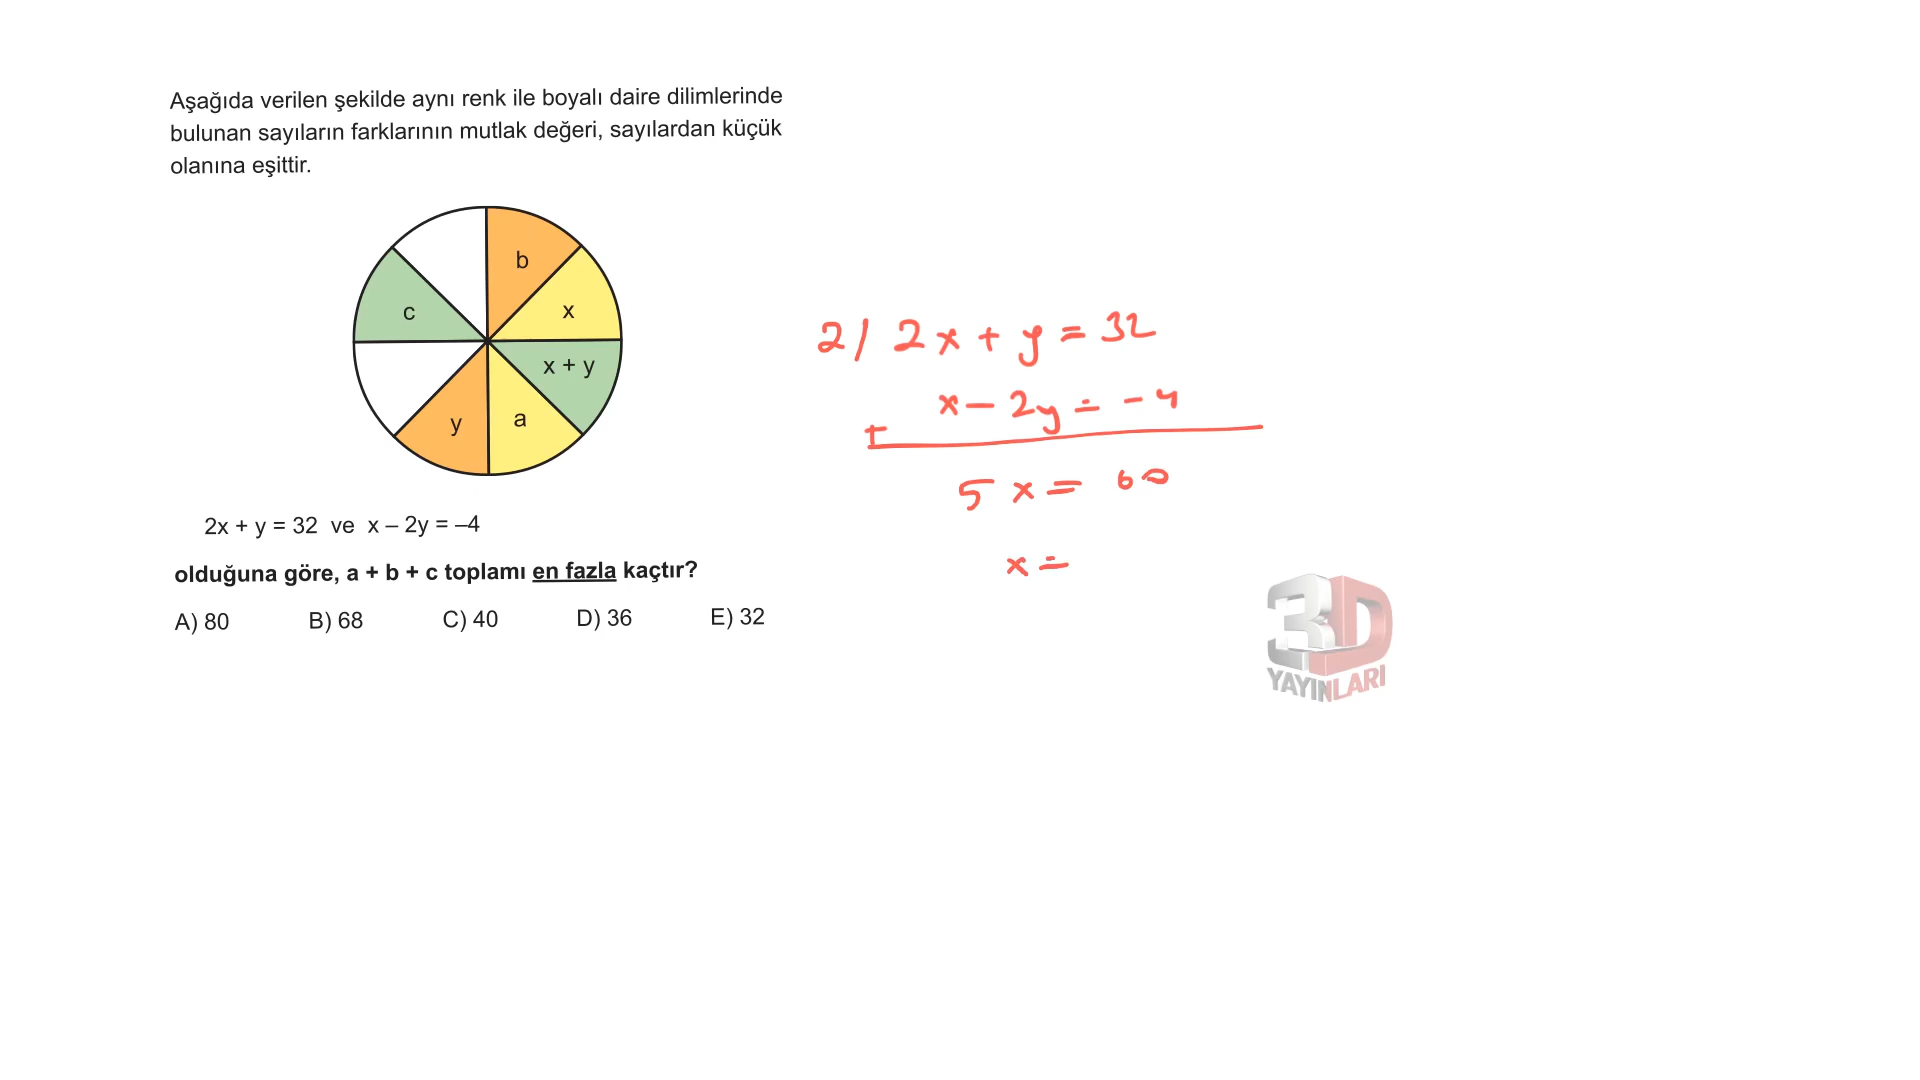 Aşağıda verilen şekilde aynı renk ile boyalı daire dilimlerinde
bulunan sayıların farklarının mutlak değeri, sayılardan küçük
olanına eşittir.
b
x
c
x + y
a
y
2x + y = 32 ve x – 2y = –4
olduğuna göre, a + b + c toplamı en fazla kaçtır?
A) 80 B) 68 C) 40 D) 36 E) 32
2/ 2x + y = 32
x – 2y = – 4
+
5x = 60
x =
3D
YAYINLARI